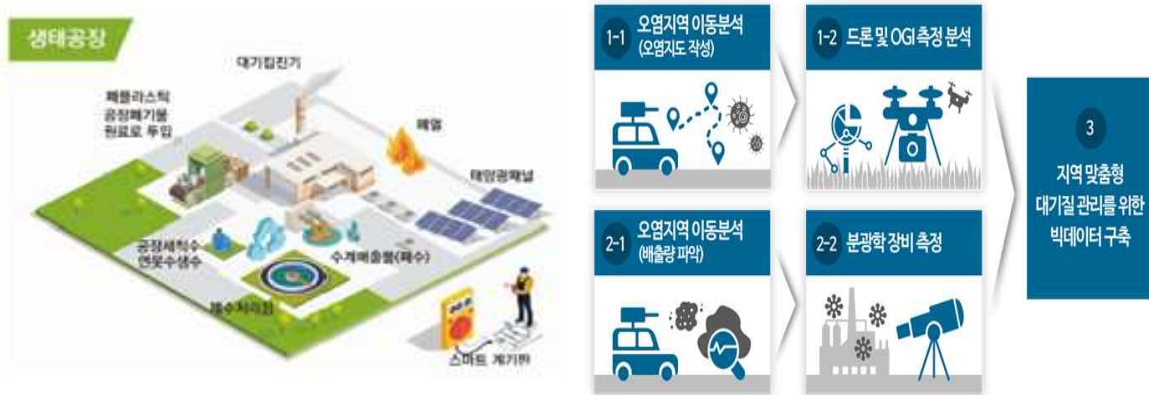 생태공장
대기집진기
폐플라스틱
공장폐기물
원료로 투입
폐열
태양광패널
공장세척수
연못수생수
수계배출물(폐수)
폐수처리장
스마트 계기판
1-1 오염지역 이동분석
(오염지도 작성)
1-2 드론 및 OGI 측정 분석
2-1 오염지역 이동분석
(배출량 파악)
2-2 분광학 장비 측정
3
지역 맞춤형
대기질 관리를 위한
빅데이터 구축